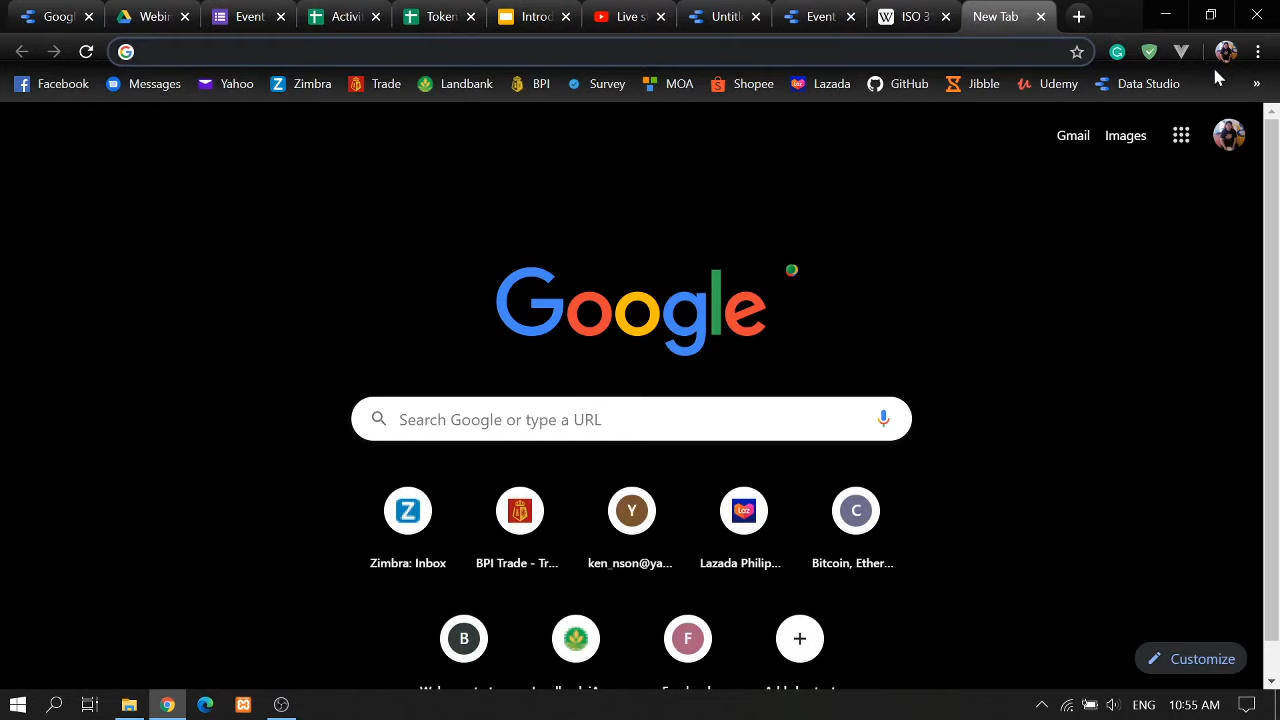 Googl Webin Event Activi Token Introd Live s Untitl Event ISO 3 New Tab
Facebook Messages Yahoo Zimbra Trade Landbank BPI Survey MOA Shopee Lazada GitHub Jibble Udemy Data Studio »
Gmail Images
Google
Search Google or type a URL
Z Y C
Zimbra: Inbox BPI Trade - Tr... ken_nson@ya... Lazada Philip... Bitcoin, Ether...
B F
Customize
ENG 10:55 AM